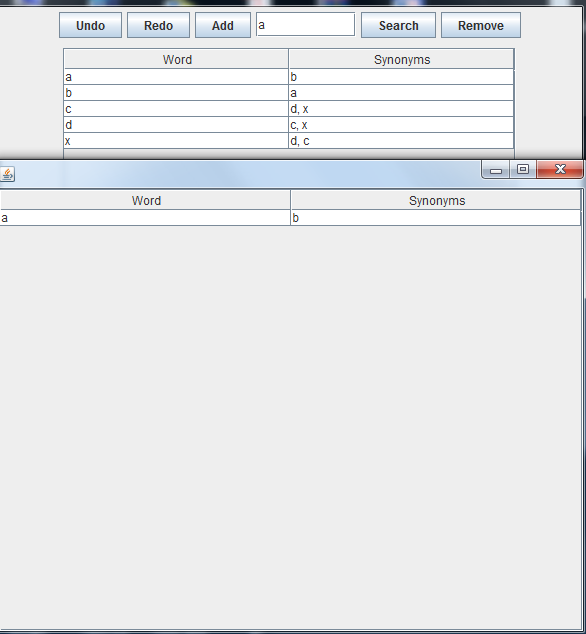 Undo Redo Add a Search Remove
Word Synonyms
a b
b a
c d, x
d c, x
x d, c
Word Synonyms
a b